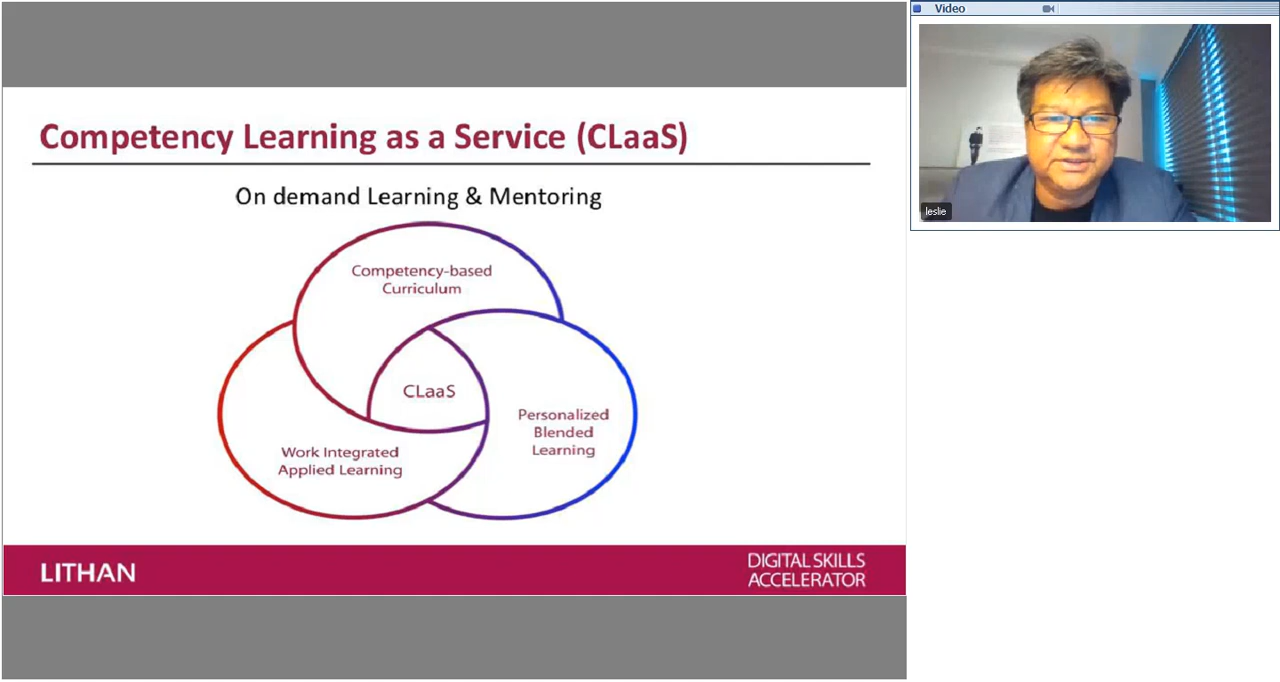 Video
Competency Learning as a Service (CLaaS)
On demand Learning & Mentoring
Competency-based
Curriculum
CLaaS
Personalized
Blended
Learning
Work Integrated
Applied Learning
leslie
LITHAN
DIGITAL SKILLS
ACCELERATOR